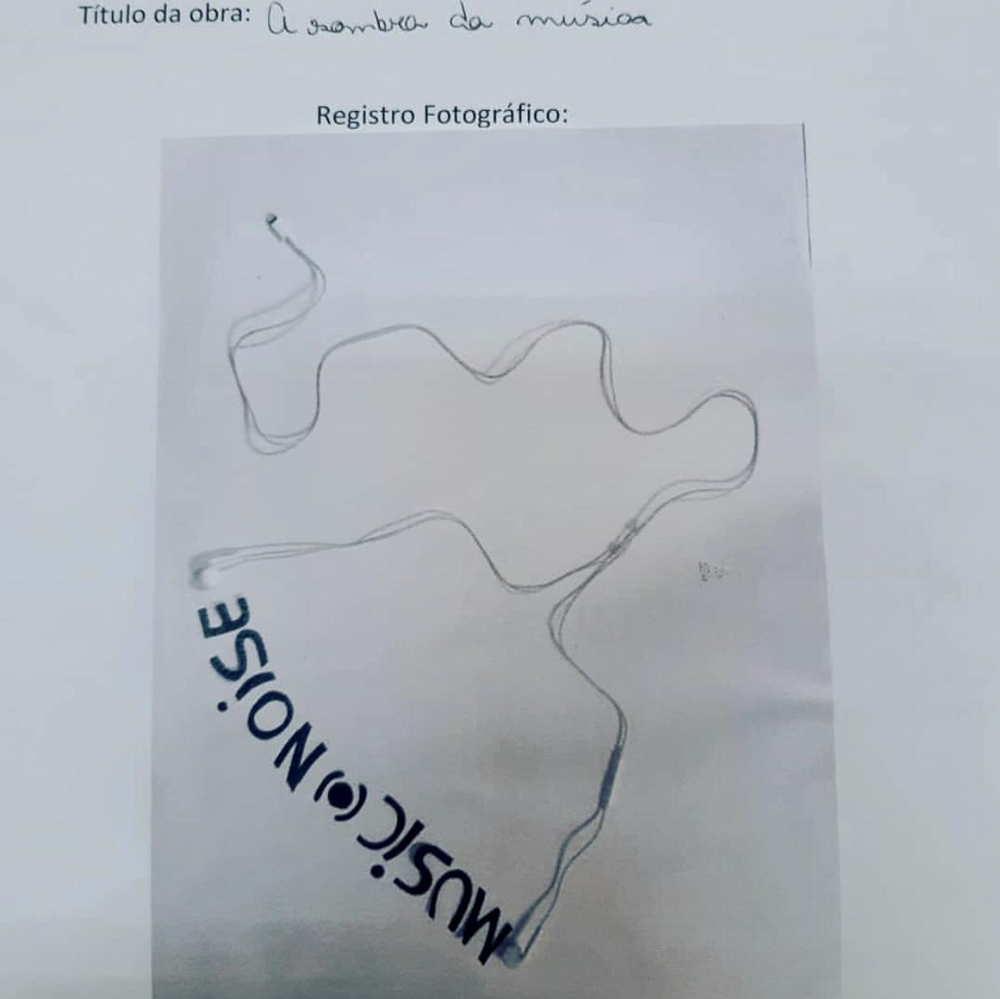 Título da obra: A sombra da música
Registro Fotográfico:
MUSIC NOISE